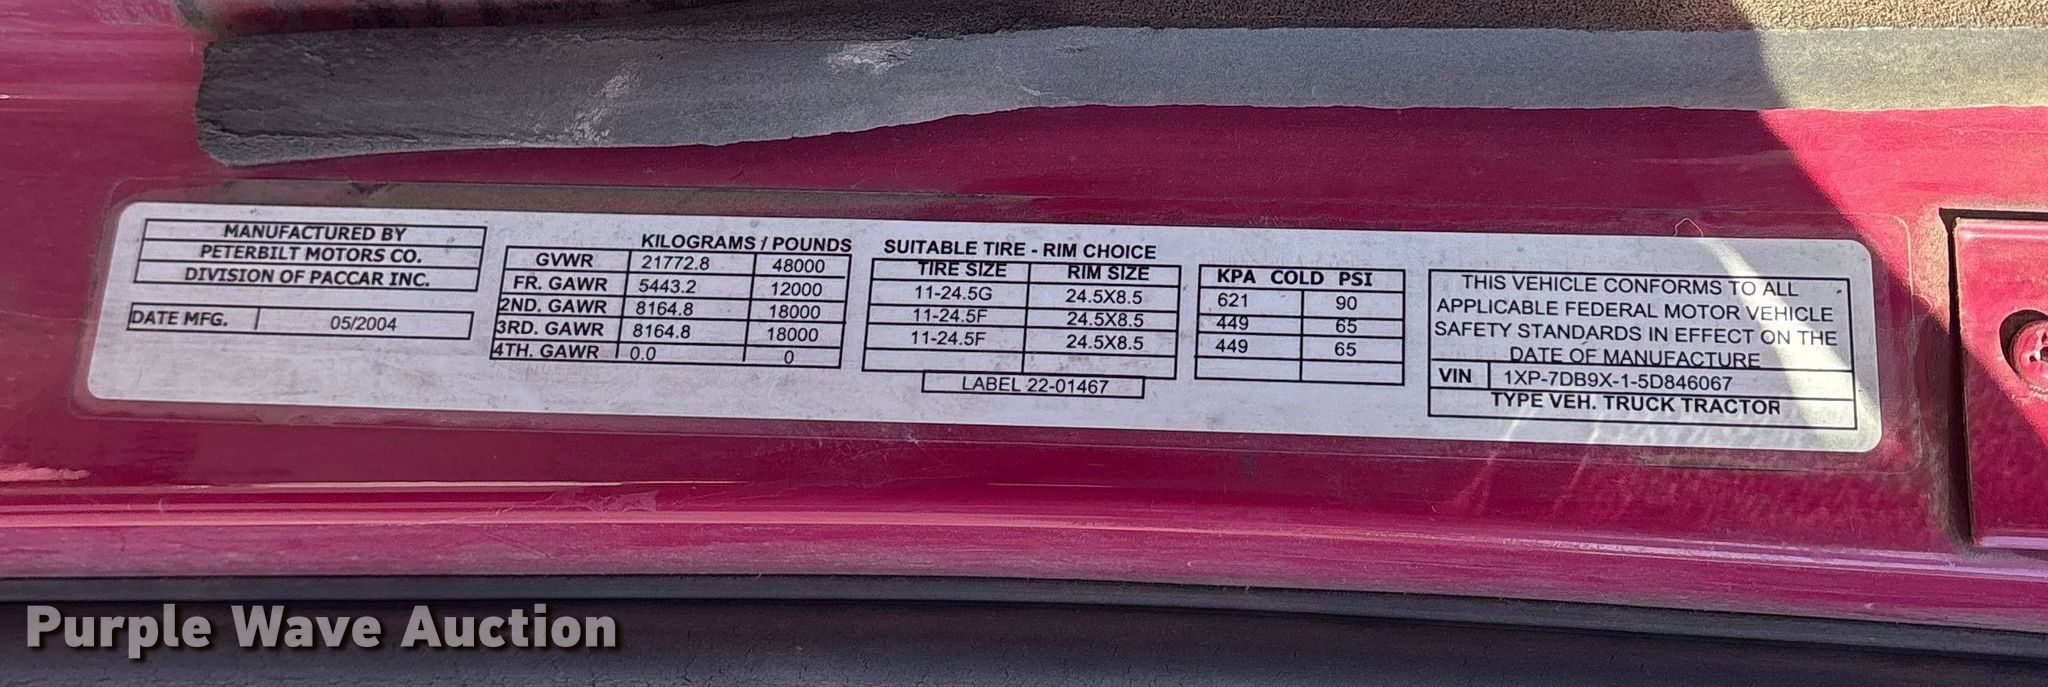 MANUFACTURED BY
PETERBILT MOTORS CO.
DIVISION OF PACCAR INC.
DATE MFG. 05/2004
KILOGRAMS / POUNDS
GVWR 21772.8 48000
FR. GAWR 5443.2 12000
2ND. GAWR 8164.8 18000
3RD. GAWR 8164.8 18000
4TH. GAWR 0.0 0
SUITABLE TIRE - RIM CHOICE
TIRE SIZE RIM SIZE
11-24.5G 24.5X8.5
11-24.5F 24.5X8.5
11-24.5F 24.5X8.5
LABEL 22-01467
KPA COLD PSI
621 90
449 65
449 65
THIS VEHICLE CONFORMS TO ALL
APPLICABLE FEDERAL MOTOR VEHICLE
SAFETY STANDARDS IN EFFECT ON THE
DATE OF MANUFACTURE
VIN 1XP-7DB9X-1-5D846067
TYPE VEH. TRUCK TRACTOR
Purple Wave Auction